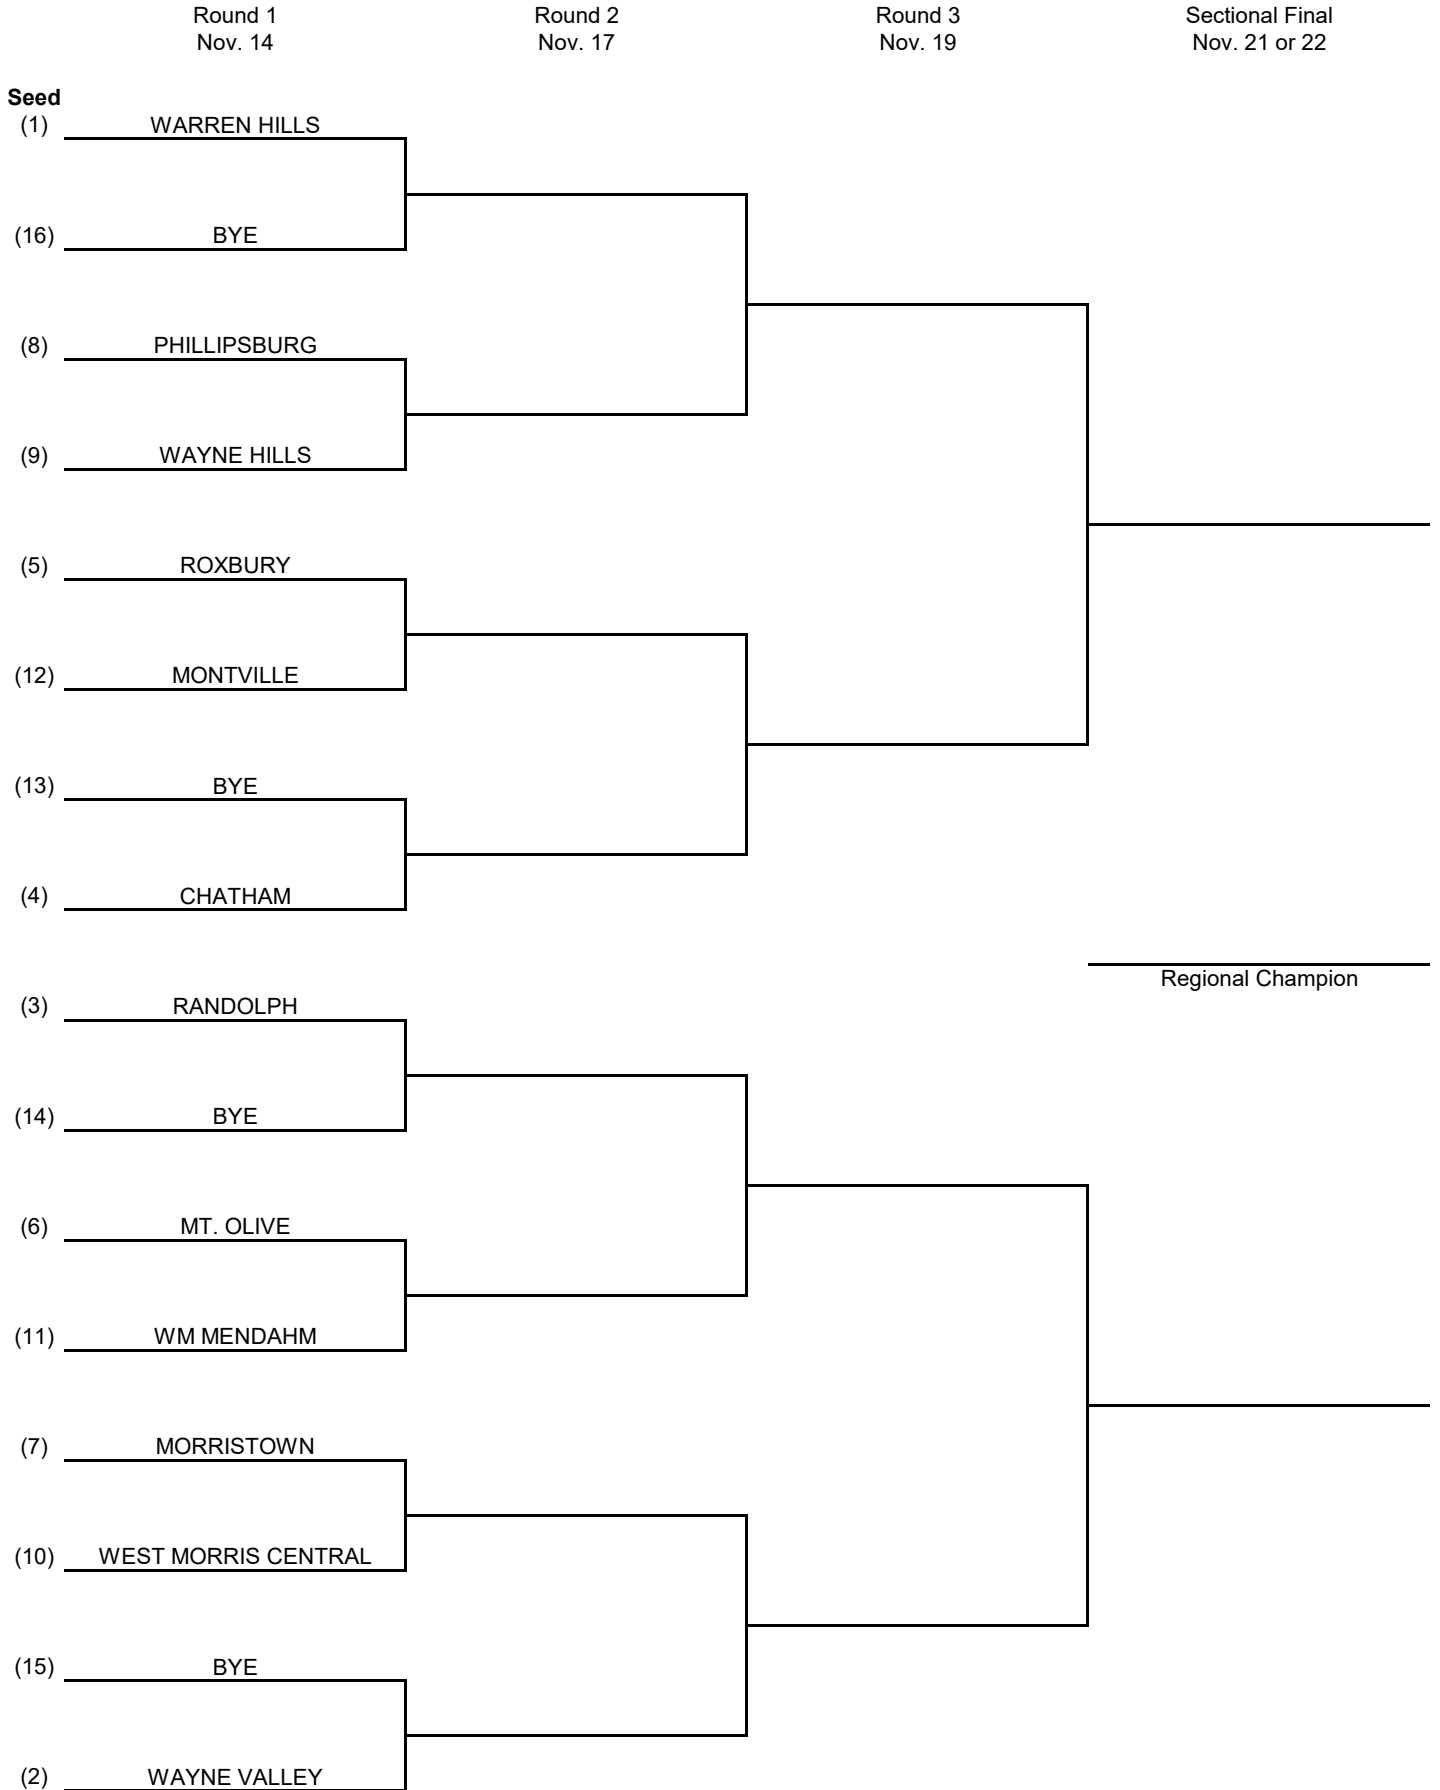 Round 1 Round 2 Round 3 Sectional Final
Nov. 14 Nov. 17 Nov. 19 Nov. 21 or 22
Seed
(1) WARREN HILLS
(16) BYE
(8) PHILLIPSBURG
(9) WAYNE HILLS
(5) ROXBURY
(12) MONTVILLE
(13) BYE
(4) CHATHAM
Regional Champion
(3) RANDOLPH
(14) BYE
(6) MT. OLIVE
(11) WM MENDAHM
(7) MORRISTOWN
(10) WEST MORRIS CENTRAL
(15) BYE
(2) WAYNE VALLEY